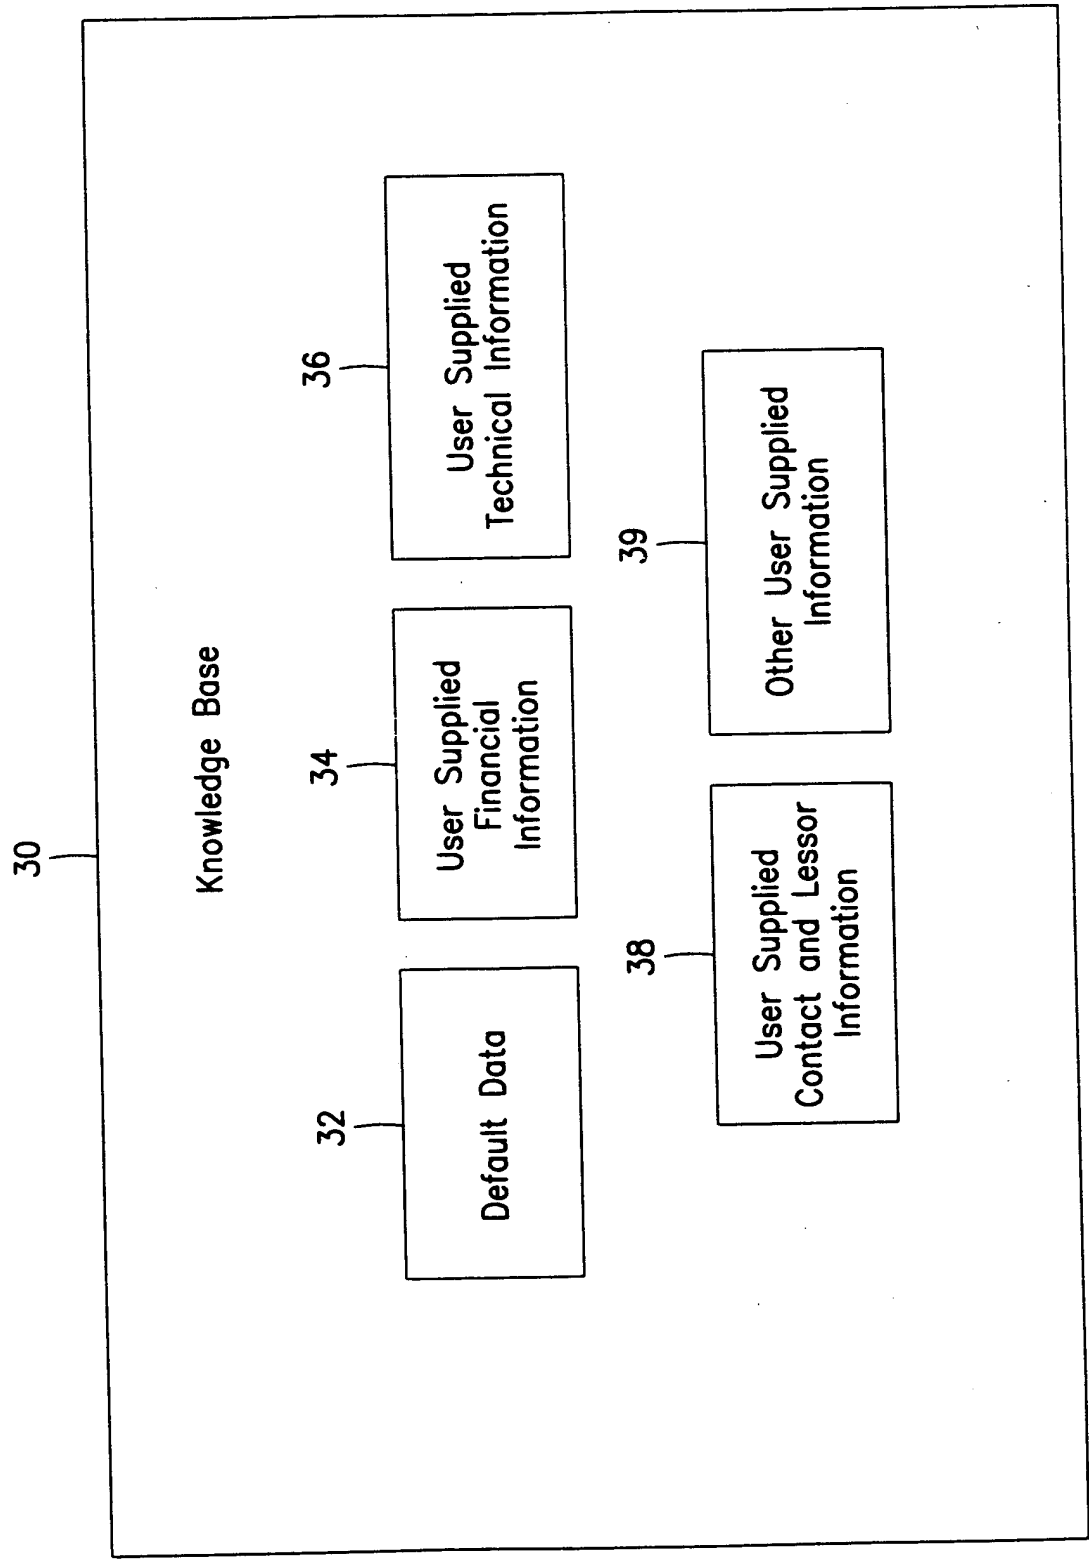 30
Knowledge Base
32
Default Data
34
User Supplied
Financial
Information
36
User Supplied
Technical Information
38
User Supplied
Contact and Lessor
Information
39
Other User Supplied
Information